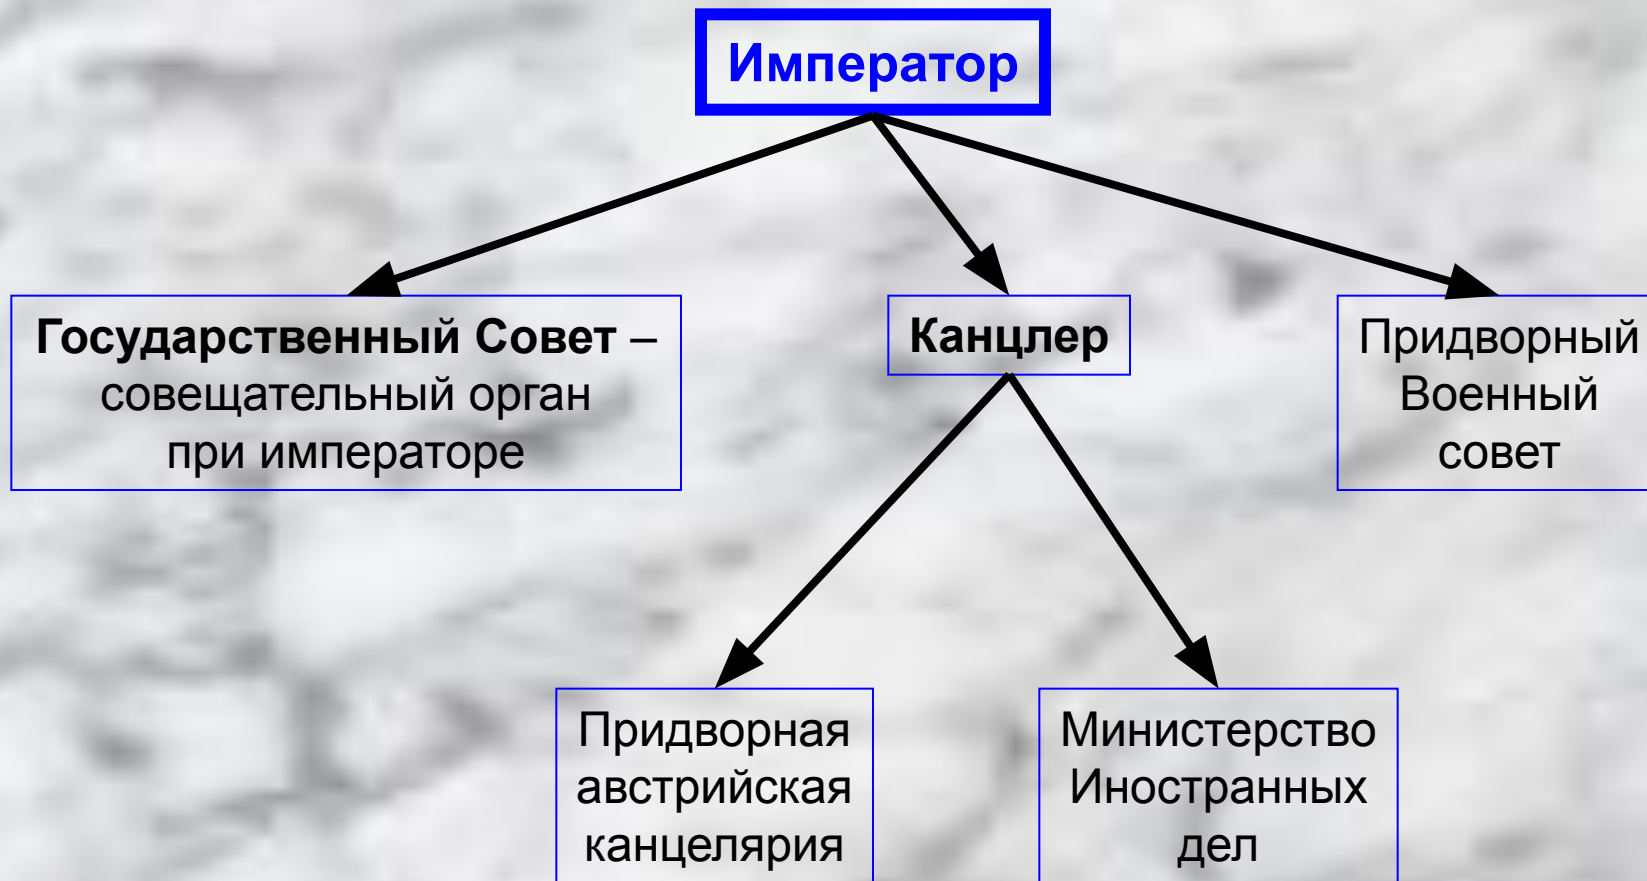 Император
Государственный Совет –
совещательный орган
при императоре
Канцлер
Придворный
Военный
совет
Придворная
австрийская
канцелярия
Министерство
Иностранных
дел